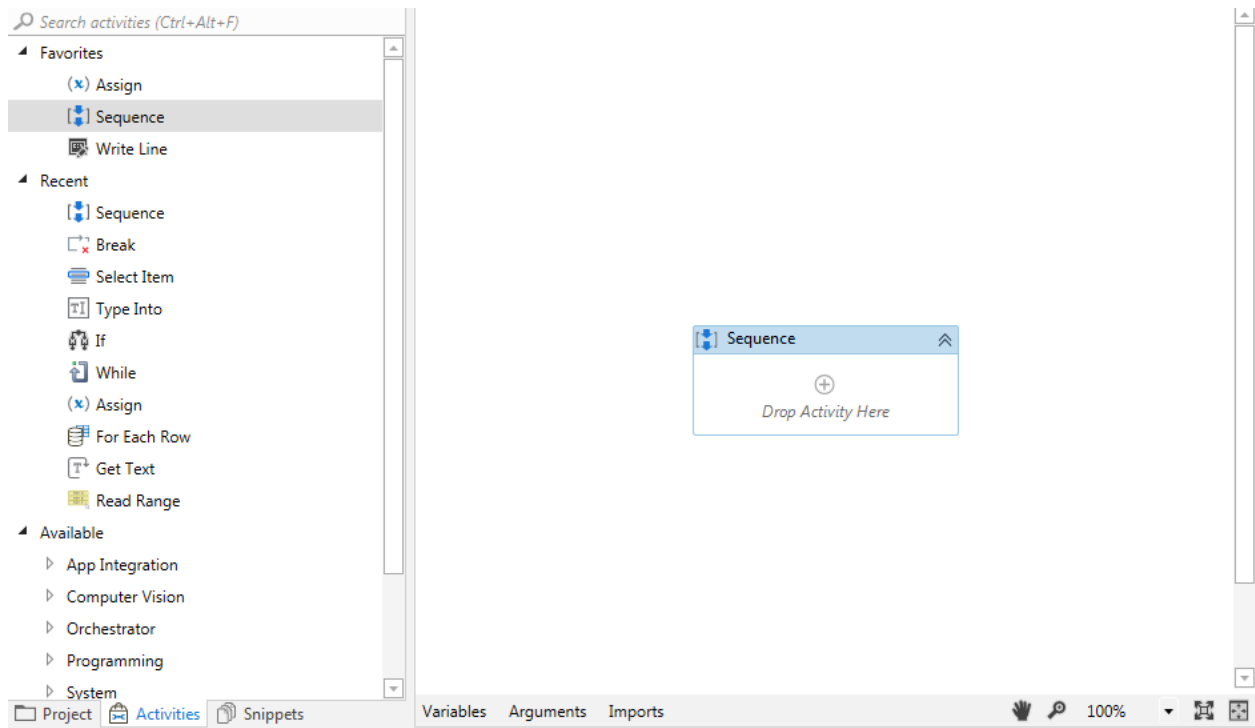 Search activities (Ctrl+Alt+F)
Favorites
(x) Assign
Sequence
Write Line
Recent
Sequence
Break
Select Item
TI Type Into
If
While
(x) Assign
For Each Row
T Get Text
Read Range
Available
App Integration
Computer Vision
Orchestrator
Programming
System
Project Activities Snippets
Sequence
Drop Activity Here
Variables Arguments Imports 100%